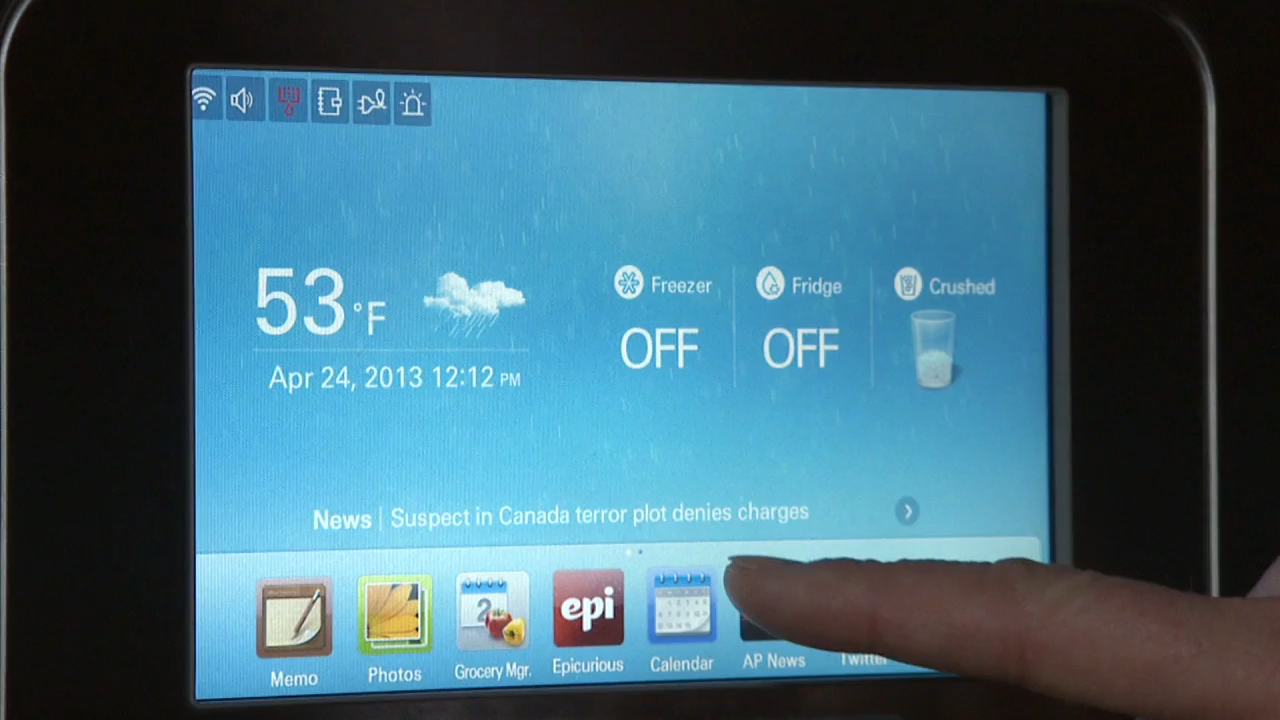 53°F
Apr 24, 2013 12:12 PM
Freezer
OFF
Fridge
OFF
Crushed
News | Suspect in Canada terror plot denies charges
2
epi
Memo
Photos
Grocery Mgr.
Epicurious
Calendar
AP News
Twitter